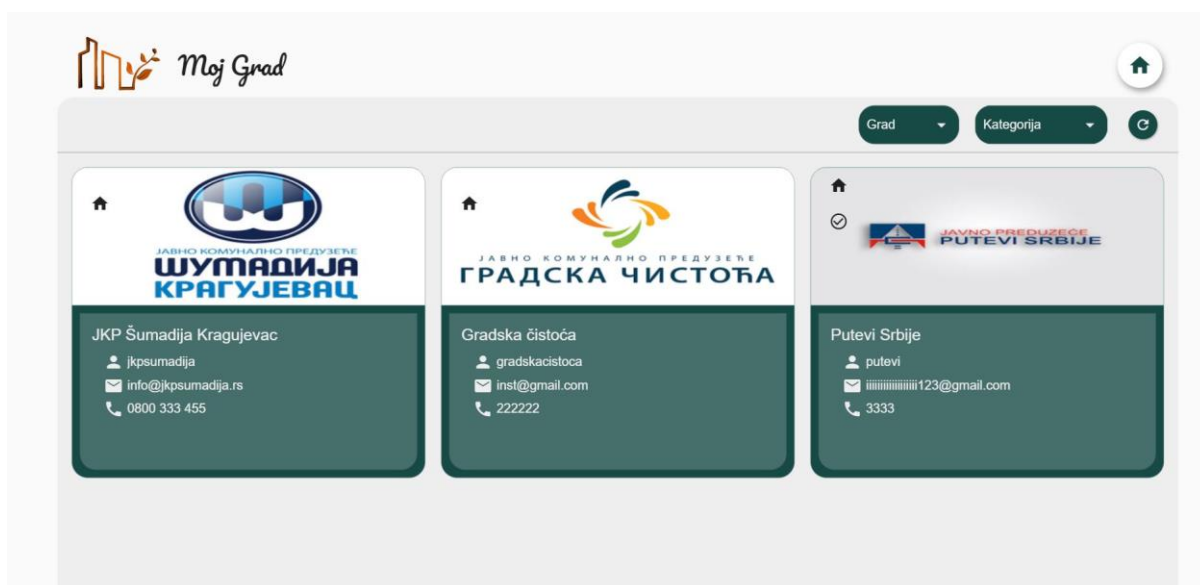 Moj Grad
Grad
Kategorija
ЈАВНО КОМУНАЛНО ПРЕДУЗЕЋЕ
ШУМАДИЈА
КРАГУЈЕВАЦ
ЈАВНО КОМУНАЛНО ПРЕДУЗЕЋЕ
ГРАДСКА ЧИСТОЋА
JAVNO PREDUZEĆE
PUTEVI SRBIJE
JKP Šumadija Kragujevac
jkpsumadija
info@jkpsumadija.rs
0800 333 455
Gradska čistoća
gradskacistoca
inst@gmail.com
222222
Putevi Srbije
putevi
3333